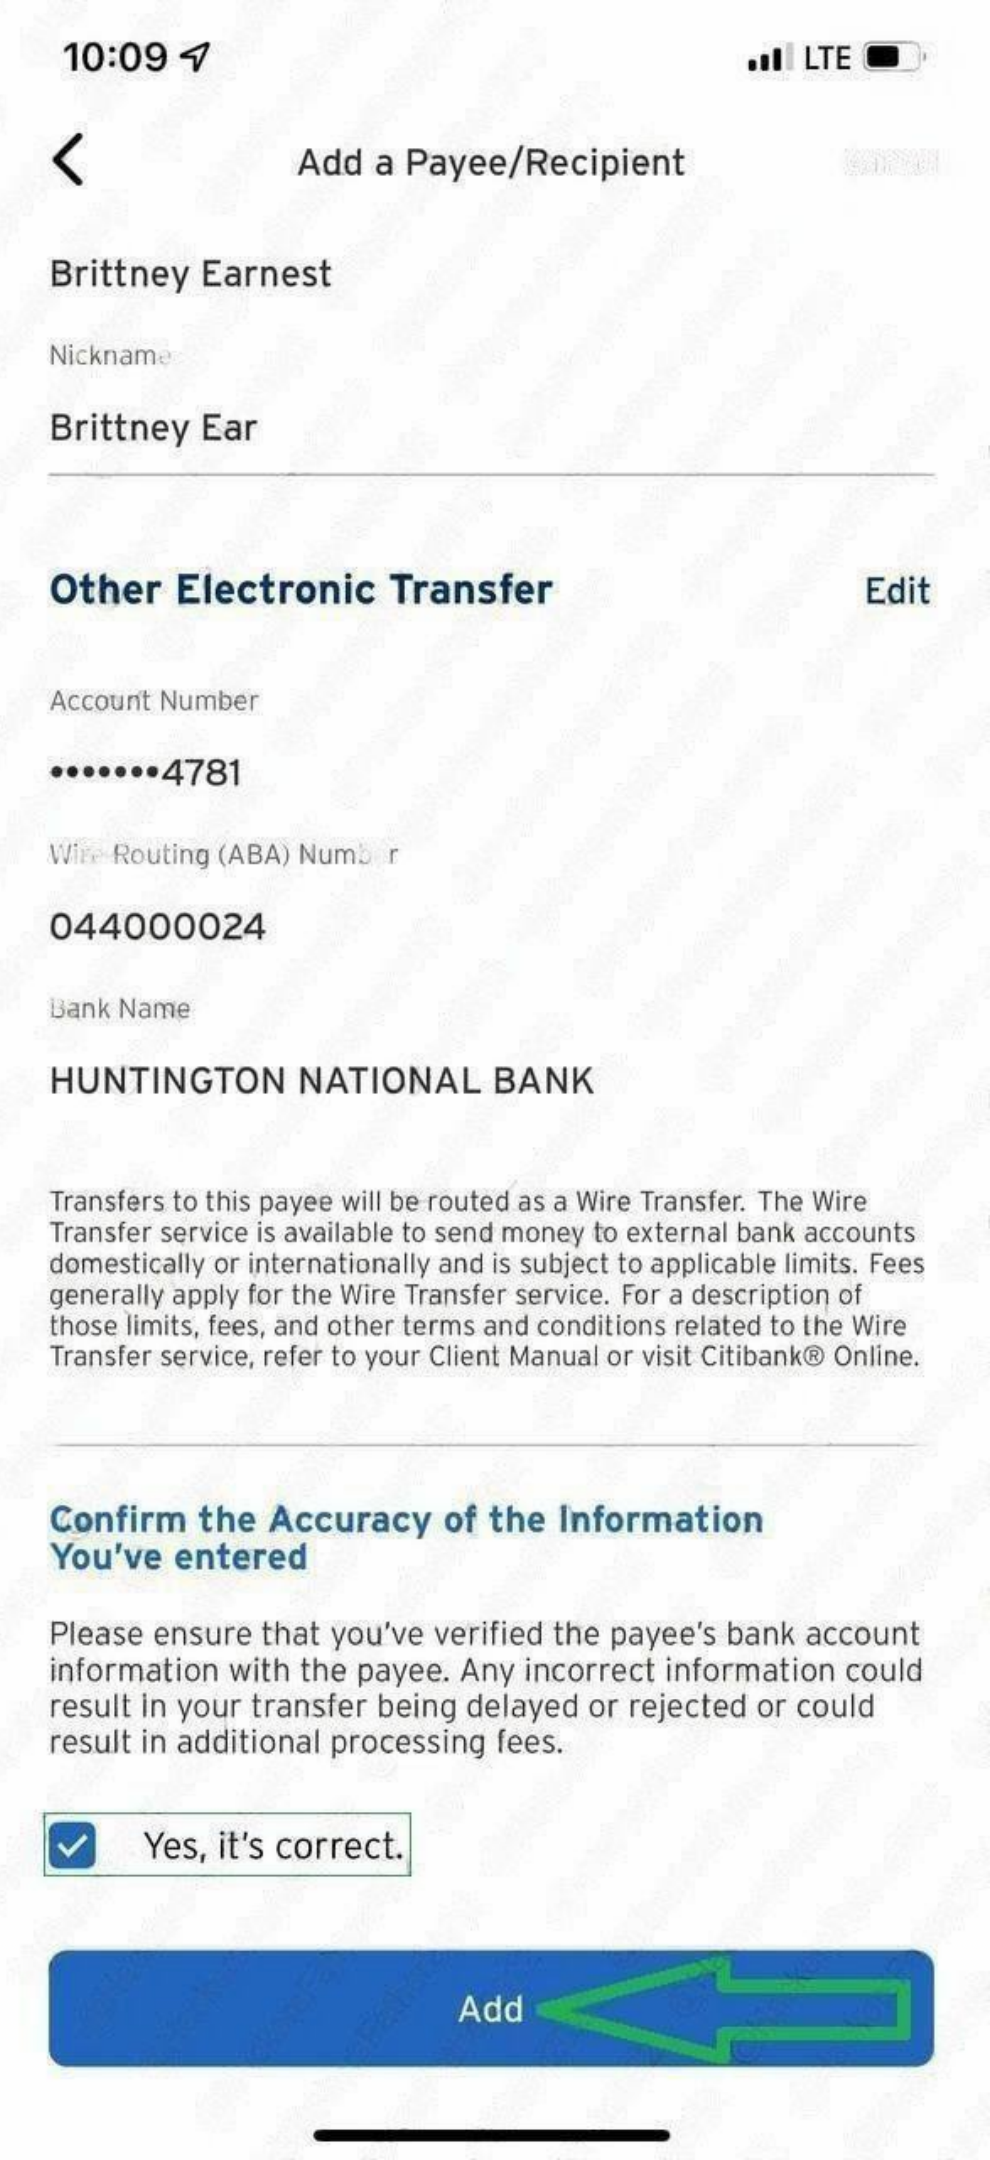 10:09
LTE
Add a Payee/Recipient
Brittney Earnest
Nickname
Brittney Ear
Other Electronic Transfer
Edit
Account Number
•••••••4781
Wire Routing (ABA) Number
044000024
Bank Name
HUNTINGTON NATIONAL BANK
Transfers to this payee will be routed as a Wire Transfer. The Wire
Transfer service is available to send money to external bank accounts
domestically or internationally and is subject to applicable limits. Fees
generally apply for the Wire Transfer service. For a description of
those limits, fees, and other terms and conditions related to the Wire
Transfer service, refer to your Client Manual or visit Citibank® Online.
Confirm the Accuracy of the Information
You've entered
Please ensure that you've verified the payee's bank account
information with the payee. Any incorrect information could
result in your transfer being delayed or rejected or could
result in additional processing fees.
Yes, it's correct.
Add